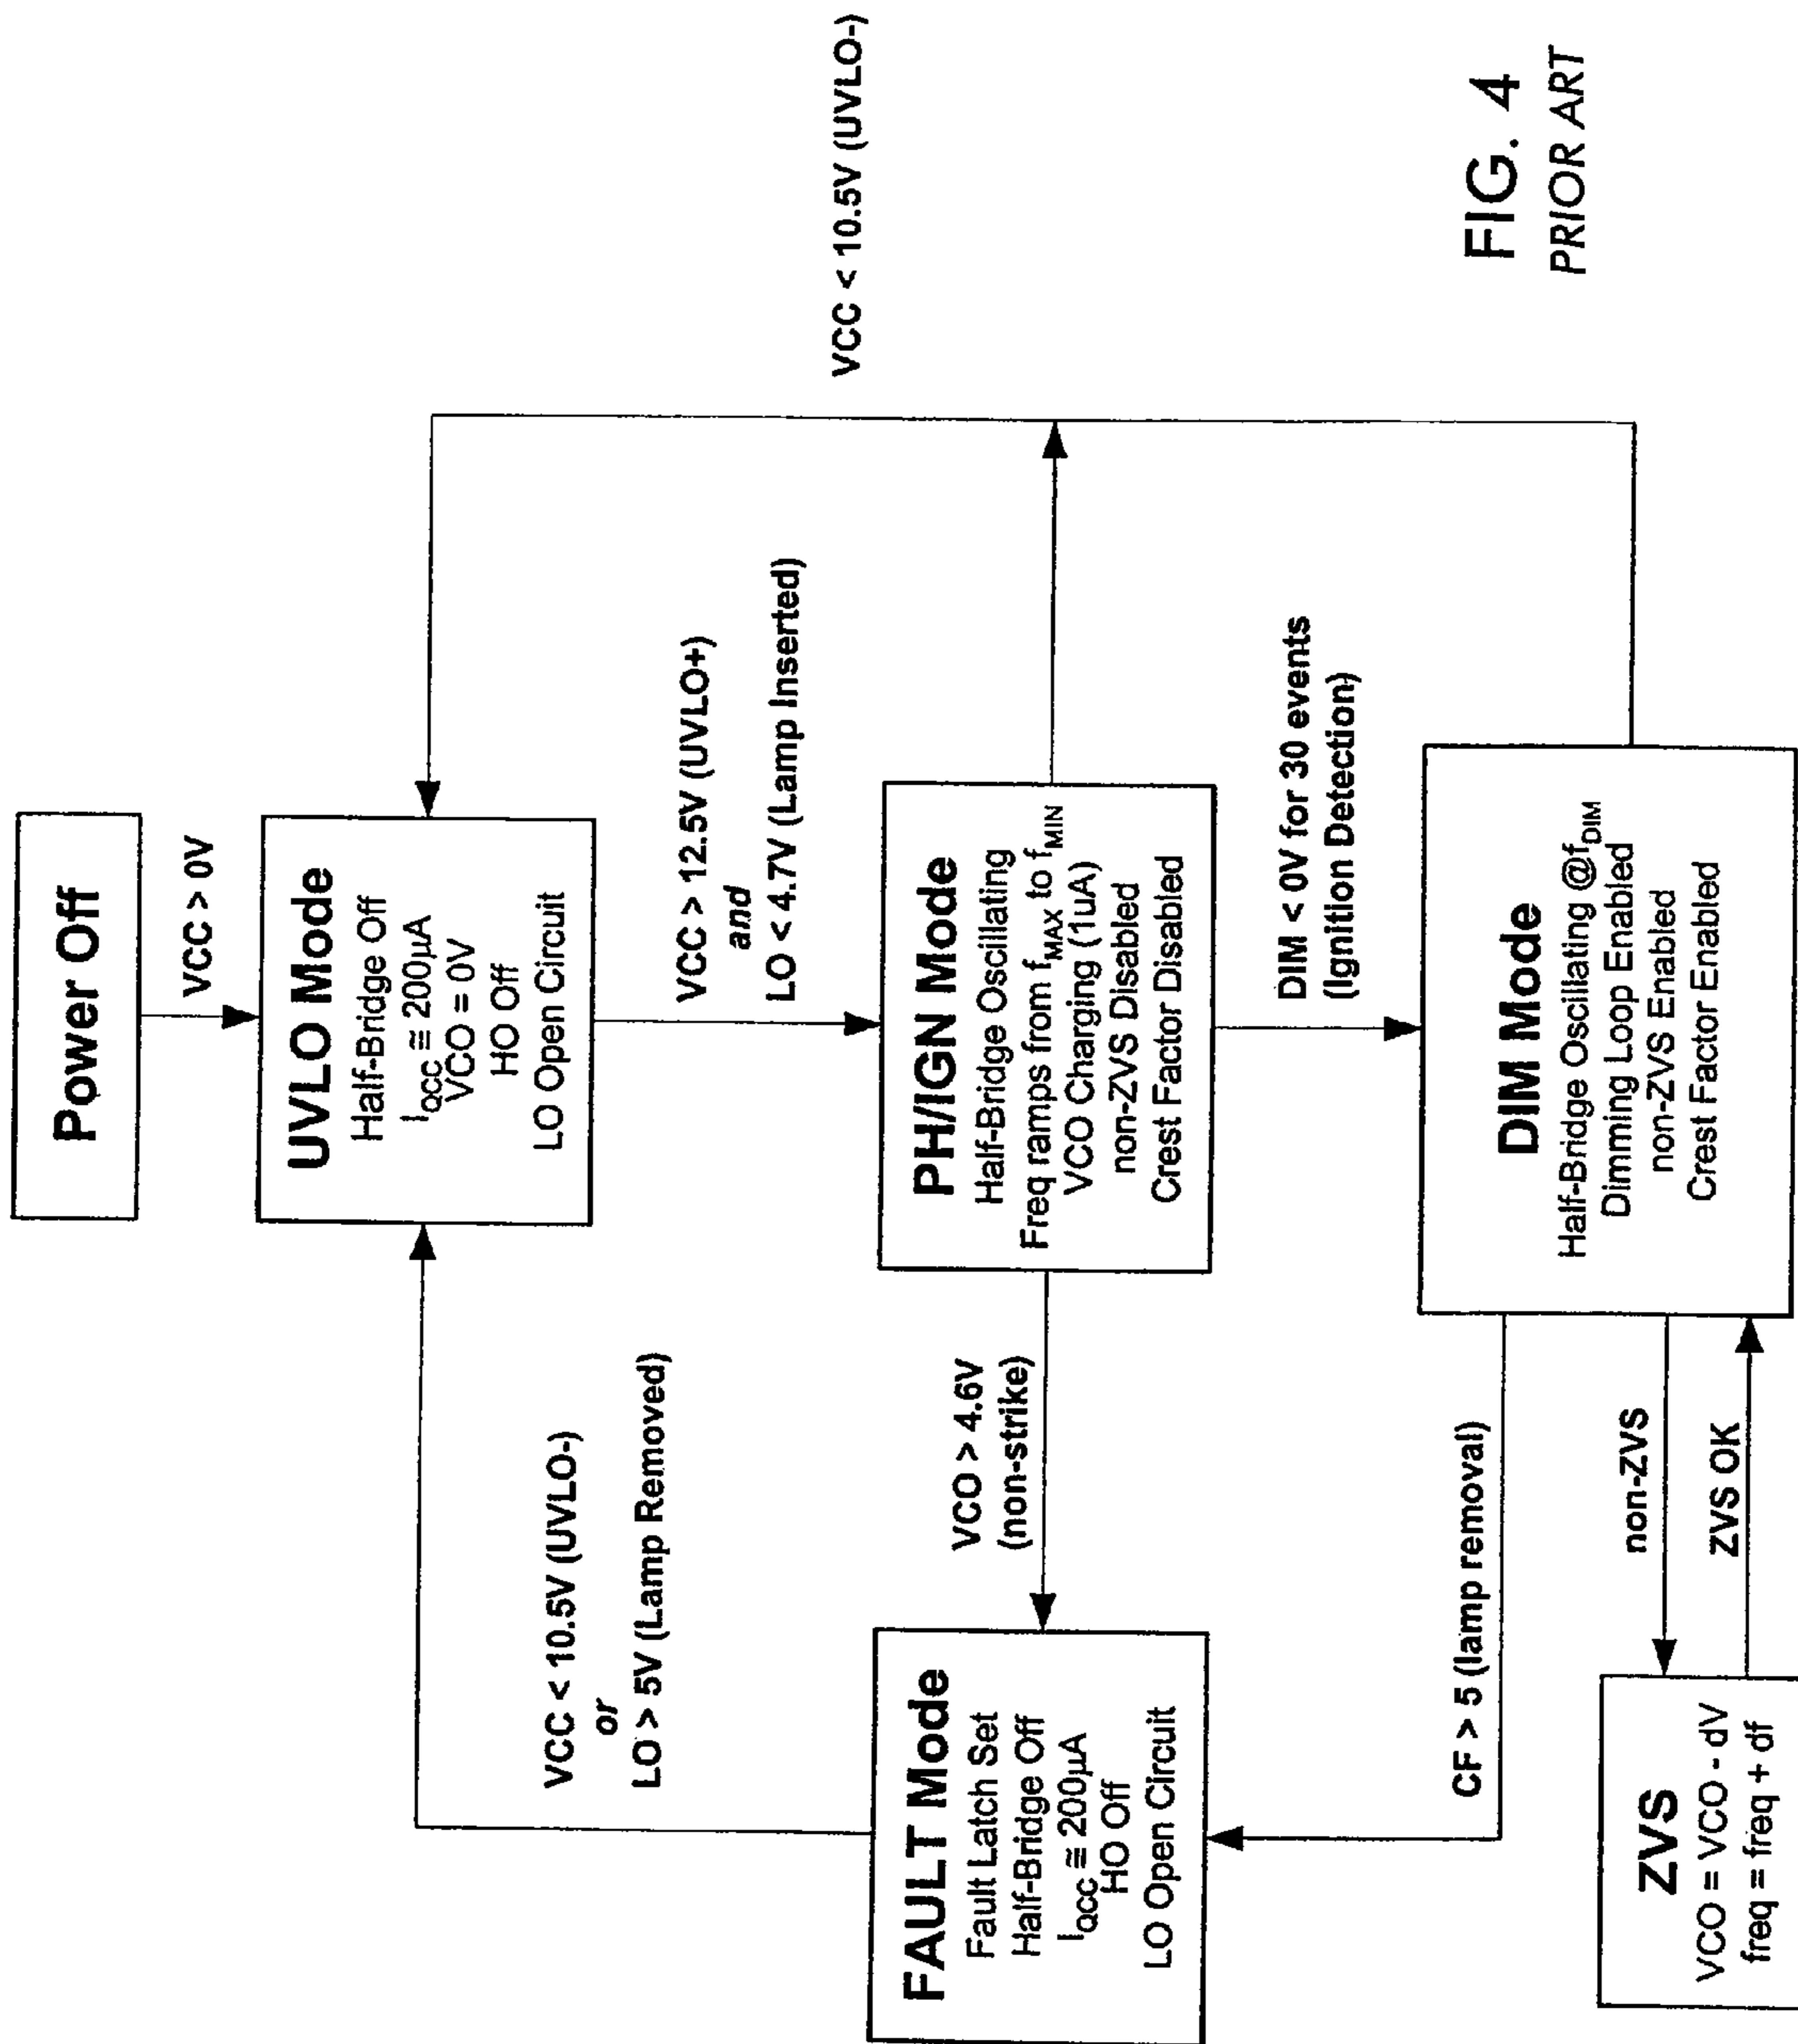 Power Off
VCC > 0V
UVLO Mode
Half-Bridge Off
IQCC ≅ 200µA
VCO = 0V
HO Off
LO Open Circuit
VCC < 10.5V (UVLO-)
or
LO > 5V (Lamp Removed)
VCC > 12.5V (UVLO+)
and
LO < 4.7V (Lamp Inserted)
VCC < 10.5V (UVLO-)
FAULT Mode
Fault Latch Set
Half-Bridge Off
IQCC ≅ 200µA
HO Off
LO Open Circuit
VCO > 4.6V
(non-strike)
PH/IGN Mode
Half-Bridge Oscillating
Freq ramps from fMAX to fMIN
VCO Charging (1uA)
non-ZVS Disabled
Crest Factor Disabled
DIM < 0V for 30 events
(Ignition Detection)
CF > 5 (lamp removal)
DIM Mode
Half-Bridge Oscillating @fDIM
Dimming Loop Enabled
non-ZVS Enabled
Crest Factor Enabled
non-ZVS
ZVS OK
ZVS
VCO = VCO - dV
freq = freq + df
FIG. 4
PRIOR ART